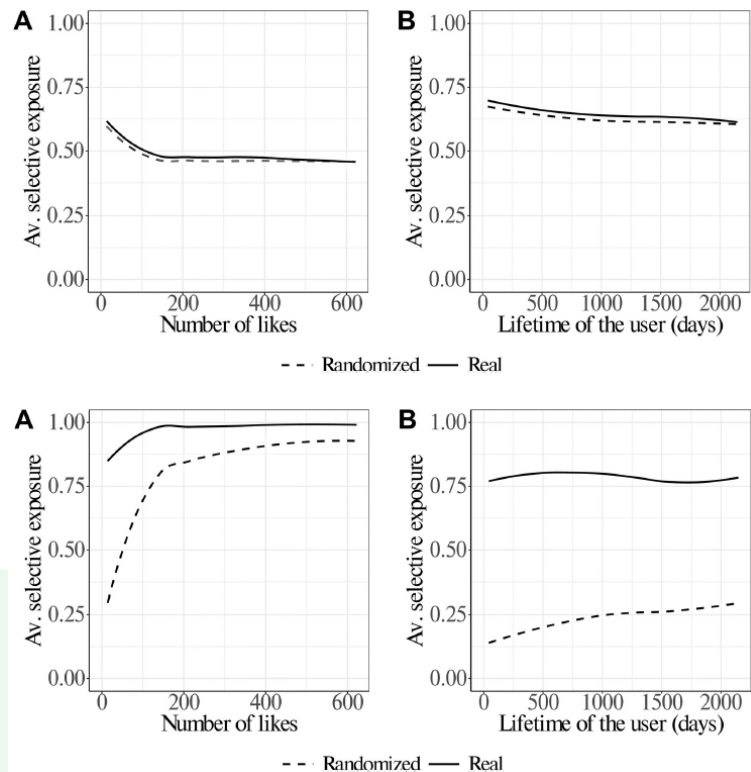 A
B
Av. selective exposure
1.00
0.75
0.50
0.25
0.00
0 200 400 600
Number of likes
Av. selective exposure
1.00
0.75
0.50
0.25
0.00
0 500 1000 1500 2000
Lifetime of the user (days)
Randomized Real
A
B
Av. selective exposure
1.00
0.75
0.50
0.25
0.00
0 200 400 600
Number of likes
Av. selective exposure
1.00
0.75
0.50
0.25
0.00
0 500 1000 1500 2000
Lifetime of the user (days)
Randomized Real